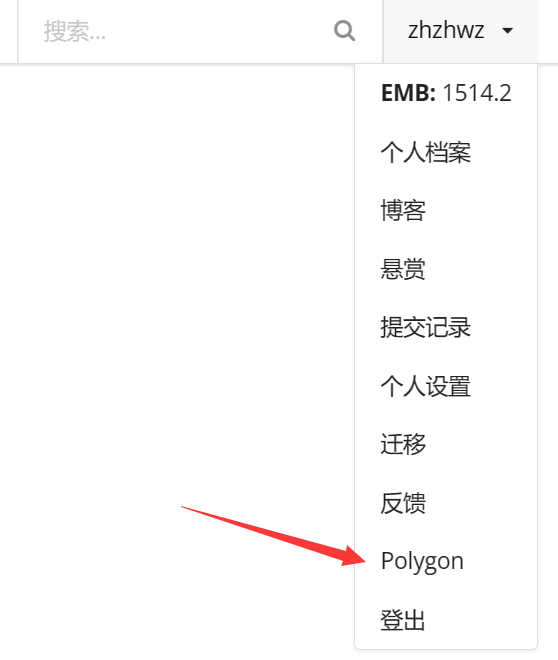 搜索...
zhzhwz
EMB: 1514.2
个人档案
博客
悬赏
提交记录
个人设置
迁移
反馈
Polygon
登出